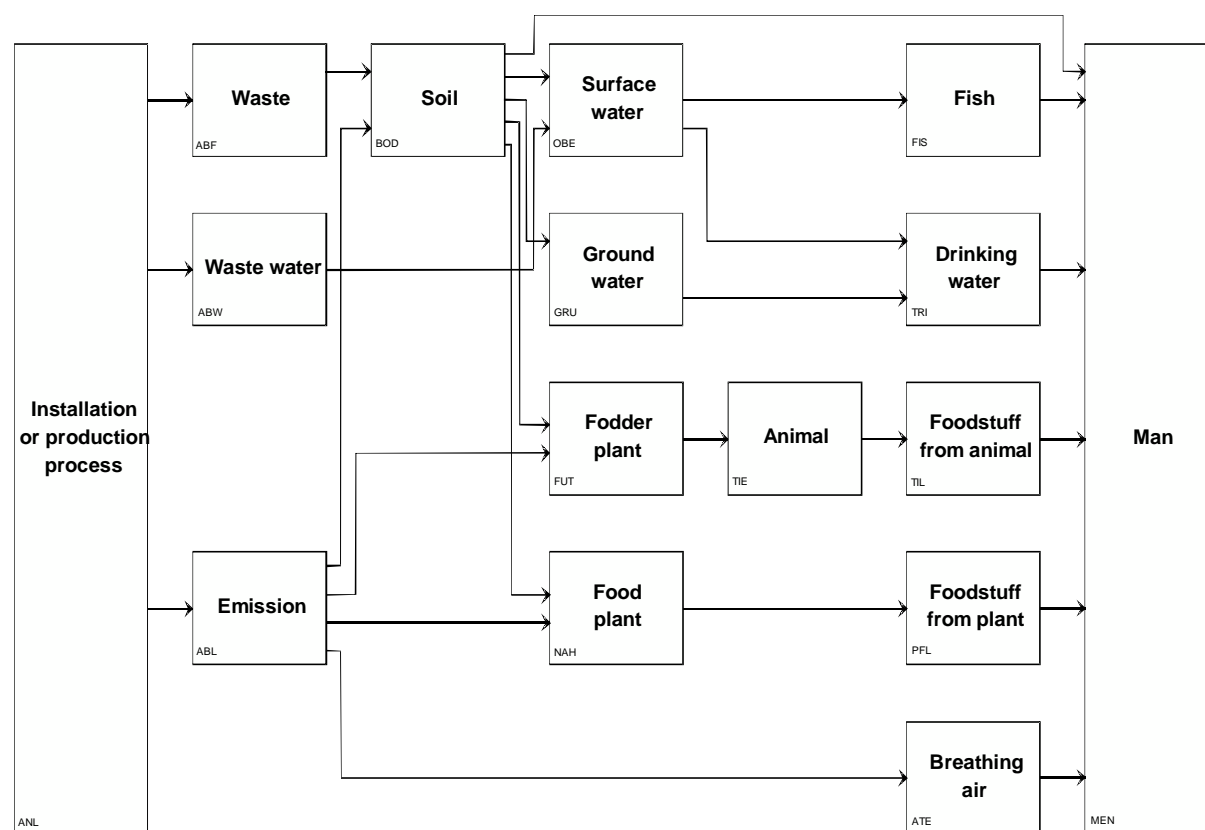 Installation
or production
process
ANL
Waste
ABF
Soil
BOD
Surface
water
OBE
Fish
FIS
Waste water
ABW
Ground
water
GRU
Drinking
water
TRI
Fodder
plant
FUT
Animal
TIE
Foodstuff
from animal
TIL
Man
MEN
Emission
ABL
Food
plant
NAH
Foodstuff
from plant
PFL
Breathing
air
ATE